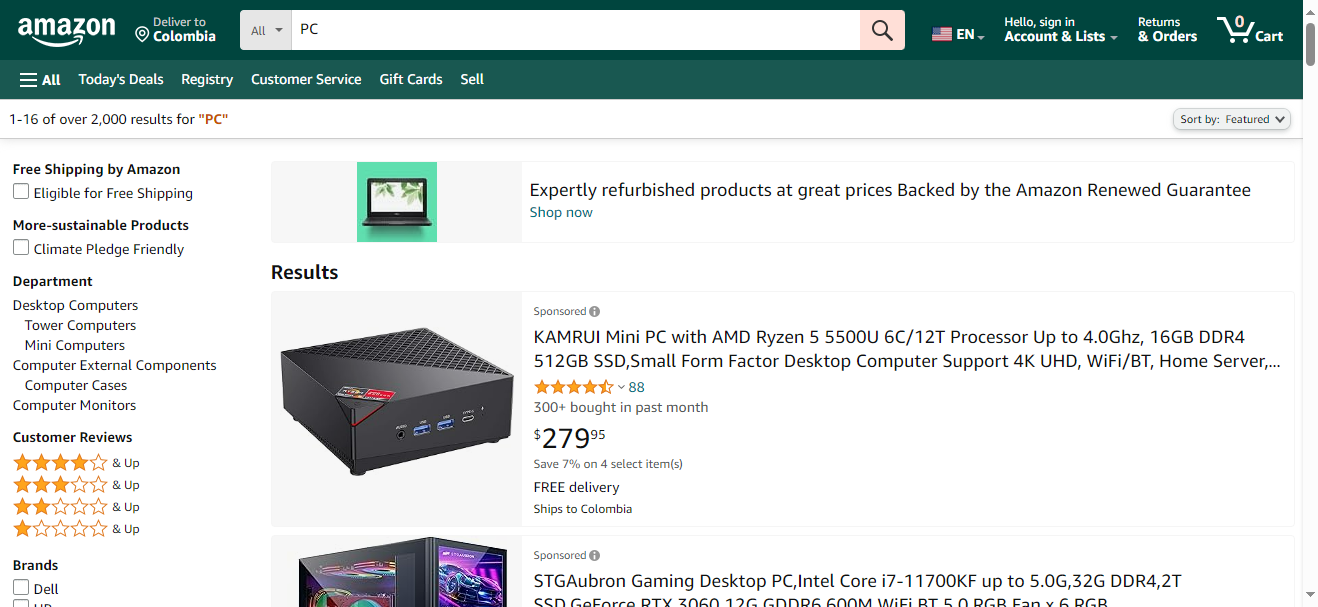 amazon
Deliver to
Colombia
All
PC
EN
Hello, sign in
Account & Lists
Returns
& Orders
0
Cart
All
Today's Deals
Registry
Customer Service
Gift Cards
Sell
1-16 of over 2,000 results for "PC"
Sort by: Featured
Free Shipping by Amazon
Eligible for Free Shipping
More-sustainable Products
Climate Pledge Friendly
Department
Desktop Computers
Tower Computers
Mini Computers
Computer External Components
Computer Cases
Computer Monitors
Customer Reviews
& Up
& Up
& Up
& Up
Brands
Dell
HP
Expertly refurbished products at great prices Backed by the Amazon Renewed Guarantee
Shop now
Results
Sponsored
KAMRUI Mini PC with AMD Ryzen 5 5500U 6C/12T Processor Up to 4.0Ghz, 16GB DDR4
512GB SSD,Small Form Factor Desktop Computer Support 4K UHD, WiFi/BT, Home Server,...
88
300+ bought in past month
$27995
Save 7% on 4 select item(s)
FREE delivery
Ships to Colombia
Sponsored
STGAubron Gaming Desktop PC,Intel Core i7-11700KF up to 5.0G,32G DDR4,2T
SSD,GeForce RTX 3060 12G GDDR6,600M WiFi,BT 5.0,RGB Fan x 6,RGB